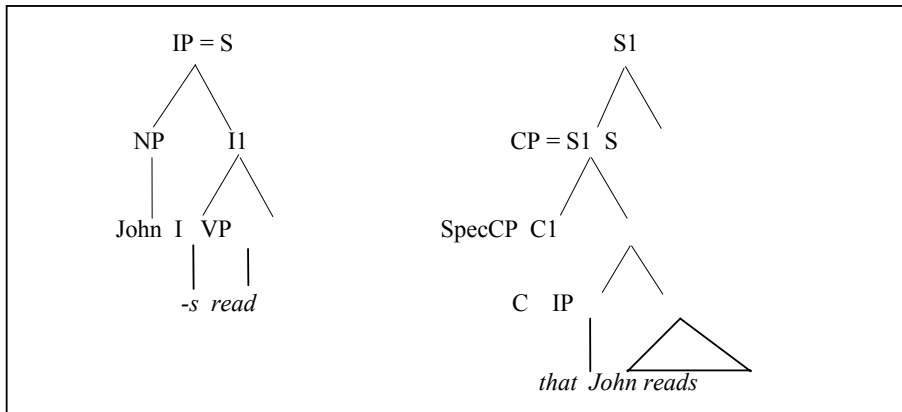 IP = S S1
NP I1 CP = S1 S
John I VP SpecCP C1
-s read
C IP
that John reads